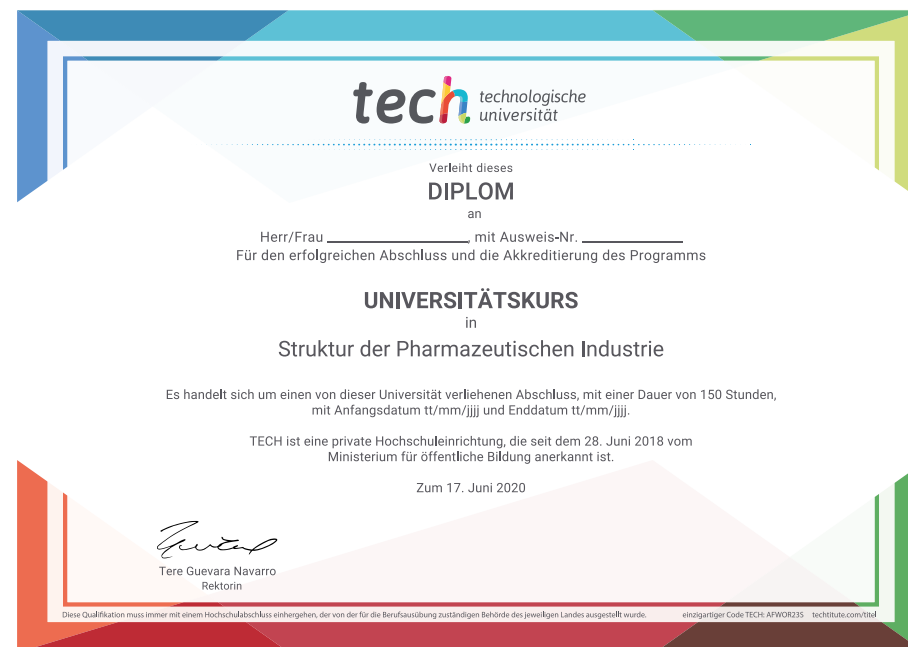 tech technologische
universität
Verleiht dieses
DIPLOM
an
Herr/Frau ____________, mit Ausweis-Nr. ____________
Für den erfolgreichen Abschluss und die Akkreditierung des Programms
UNIVERSITÄTSKURS
in
Struktur der Pharmazeutischen Industrie
Es handelt sich um einen von dieser Universität verliehenen Abschluss, mit einer Dauer von 150 Stunden,
mit Anfangsdatum tt/mm/jjjj und Enddatum tt/mm/jjjj.
TECH ist eine private Hochschuleinrichtung, die seit dem 28. Juni 2018 vom
Ministerium für öffentliche Bildung anerkannt ist.
Zum 17. Juni 2020
Tere Guevara Navarro
Rektorin
Diese Qualifikation muss immer mit einem Hochschulabschluss einhergehen, der von der für die Berufsausübung zuständigen Behörde des jeweiligen Landes ausgestellt wurde. einzigartiger Code TECH: AFWOR23S techtitute.com/titel